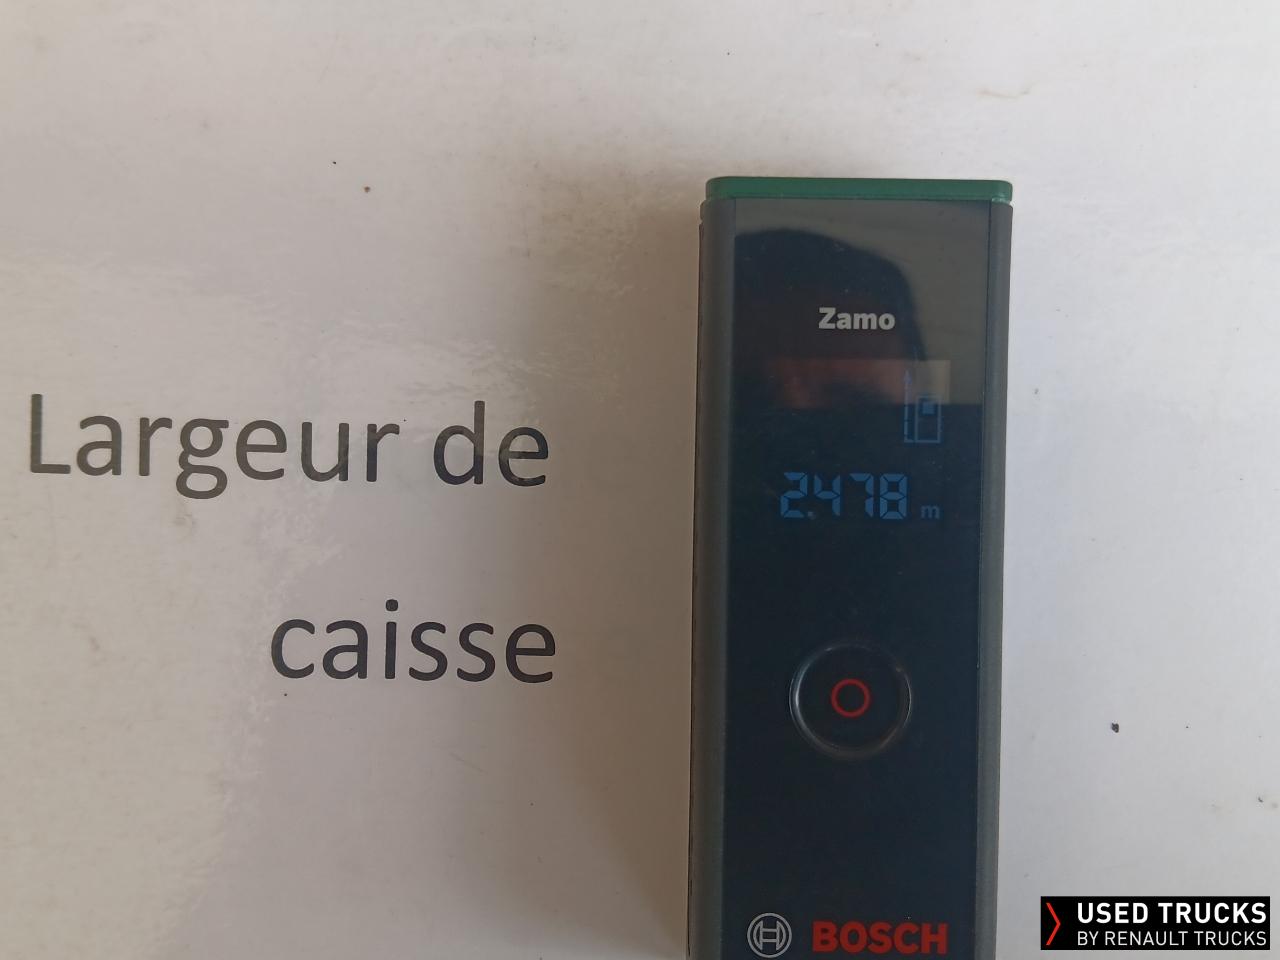 Largeur de
caisse
Zamo
2.478 m
BOSCH
USED TRUCKS
BY RENAULT TRUCKS